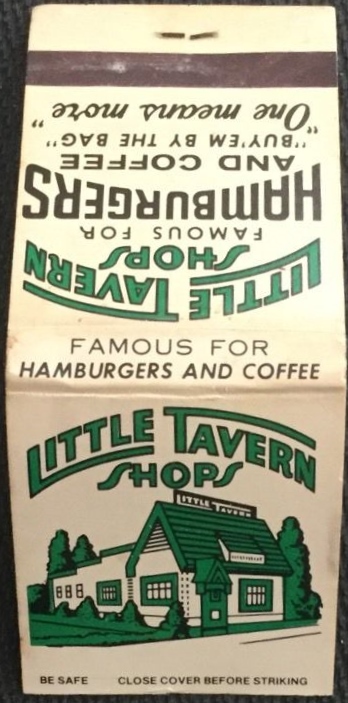 "One means more"
"BUY'EM BY THE BAG"
AND COFFEE
HAMBURGERS
FAMOUS FOR
SHOPS
LITTLE TAVERN
FAMOUS FOR
HAMBURGERS AND COFFEE
LITTLE TAVERN
SHOPS
LITTLE TAVERN
BE SAFE CLOSE COVER BEFORE STRIKING